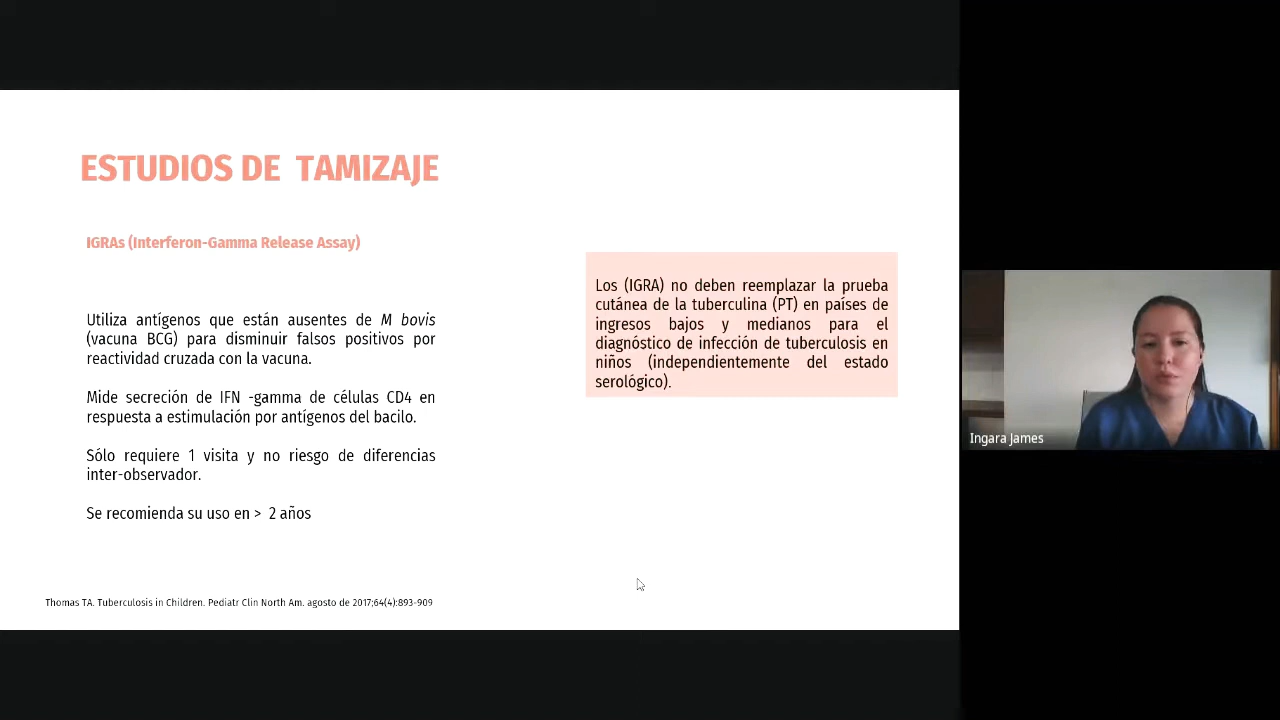 ESTUDIOS DE TAMIZAJE
IGRAs (Interferon-Gamma Release Assay)
Utiliza antígenos que están ausentes de M bovis
(vacuna BCG) para disminuir falsos positivos por
reactividad cruzada con la vacuna.
Mide secreción de IFN -gamma de células CD4 en
respuesta a estimulación por antígenos del bacilo.
Sólo requiere 1 visita y no riesgo de diferencias
inter-observador.
Se recomienda su uso en > 2 años
Los (IGRA) no deben reemplazar la prueba
cutánea de la tuberculina (PT) en países de
ingresos bajos y medianos para el
diagnóstico de infección de tuberculosis en
niños (independientemente del estado
serológico).
Thomas TA. Tuberculosis in Children. Pediatr Clin North Am. agosto de 2017;64(4):893-909
Ingara James